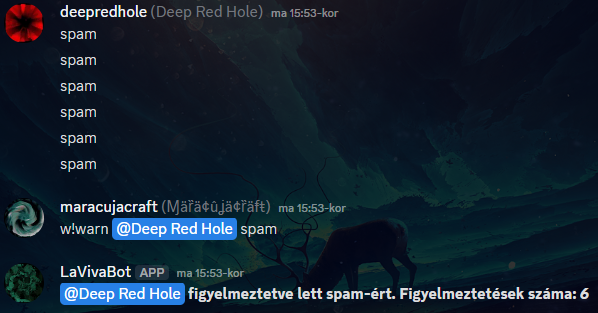 deepredhole (Deep Red Hole) ma 15:53-kor
spam
spam
spam
spam
spam
spam
maracujacraft ma 15:53-kor
w!warn @Deep Red Hole spam
LaVivaBot APP ma 15:53-kor
@Deep Red Hole figyelmeztetve lett spam-ért. Figyelmeztetések száma: 6